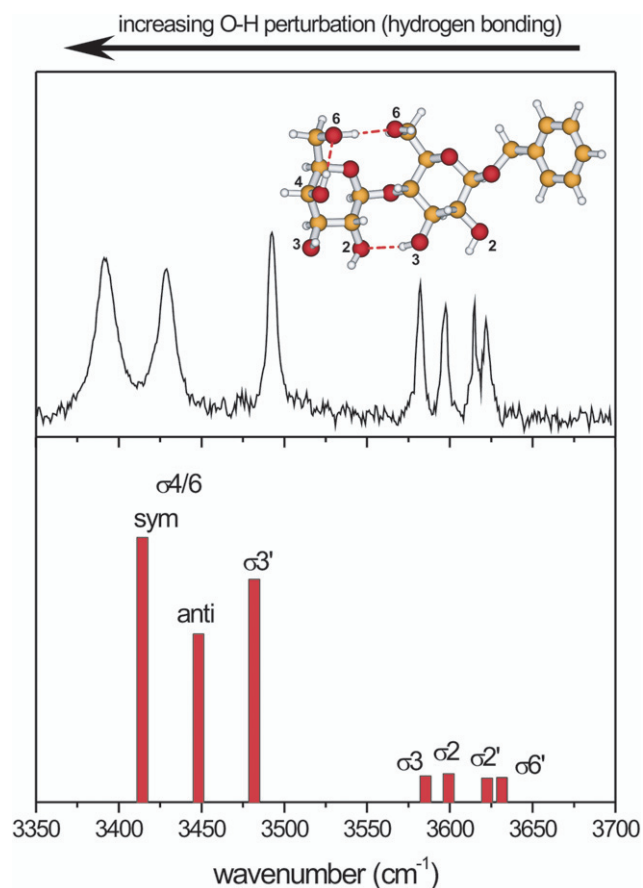 increasing O-H perturbation (hydrogen bonding)
6 6
4
3 2 3 2
σ4/6
sym
σ3'
anti
σ3 σ2 σ2' σ6'
3350 3400 3450 3500 3550 3600 3650 3700
wavenumber (cm⁻¹)